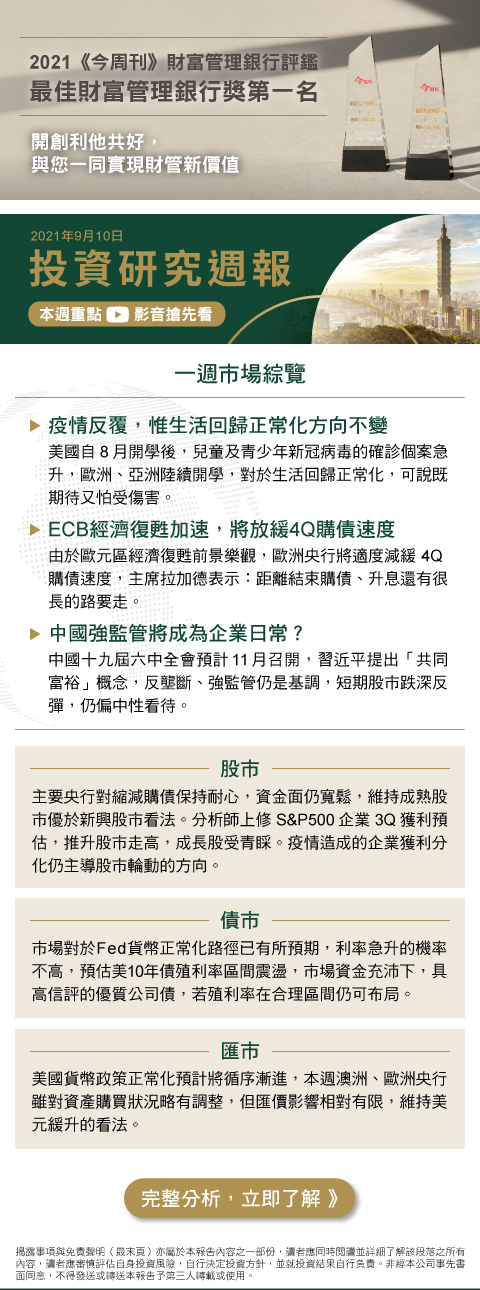 2021《今周刊》財富管理銀行評鑑
最佳財富管理銀行獎第一名
開創利他共好，
與您一同實現財管新價值
2021年9月10日
投資研究週報
本週重點 影音搶先看
一週市場綜覽
疫情反覆，惟生活回歸正常化方向不變
美國自 8 月開學後，兒童及青少年新冠病毒的確診個案急
升，歐洲、亞洲陸續開學，對於生活回歸正常化，可說既
期待又怕受傷害。
ECB經濟復甦加速，將放緩4Q購債速度
由於歐元區經濟復甦前景樂觀，歐洲央行將適度減緩 4Q
購債速度，主席拉加德表示：距離結束購債、升息還有很
長的路要走。
中國強監管將成為企業日常？
中國十九屆六中全會預計 11 月召開，習近平提出「共同
富裕」概念，反壟斷、強監管仍是基調，短期股市跌深反
彈，仍偏中性看待。
股市
主要央行對縮減購債保持耐心，資金面仍寬鬆，維持成熟股
市優於新興股市看法。分析師上修 S&P500 企業 3Q 獲利預
估，推升股市走高，成長股受青睬。疫情造成的企業獲利分
化仍主導股市輪動的方向。
債市
市場對於Fed貨幣正常化路徑已有所預期，利率急升的機率
不高，預估美10年債殖利率區間震盪，市場資金充沛下，具
高信評的優質公司債，若殖利率在合理區間仍可布局。
匯市
美國貨幣政策正常化預計將循序漸進，本週澳洲、歐洲央行
雖對資產購買狀況略有調整，但匯價影響相對有限，維持美
元緩升的看法。
完整分析，立即了解 》
揭露事項與免責聲明（最末頁）亦屬於本報告內容之一部份，讀者應同時閱讀並詳細了解該段落之所有
內容，讀者應審慎評估自身投資風險，自行決定投資方針，並就投資結果自行負責。非經本公司事先書
面同意，不得發送或轉送本報告予第三人轉載或使用。